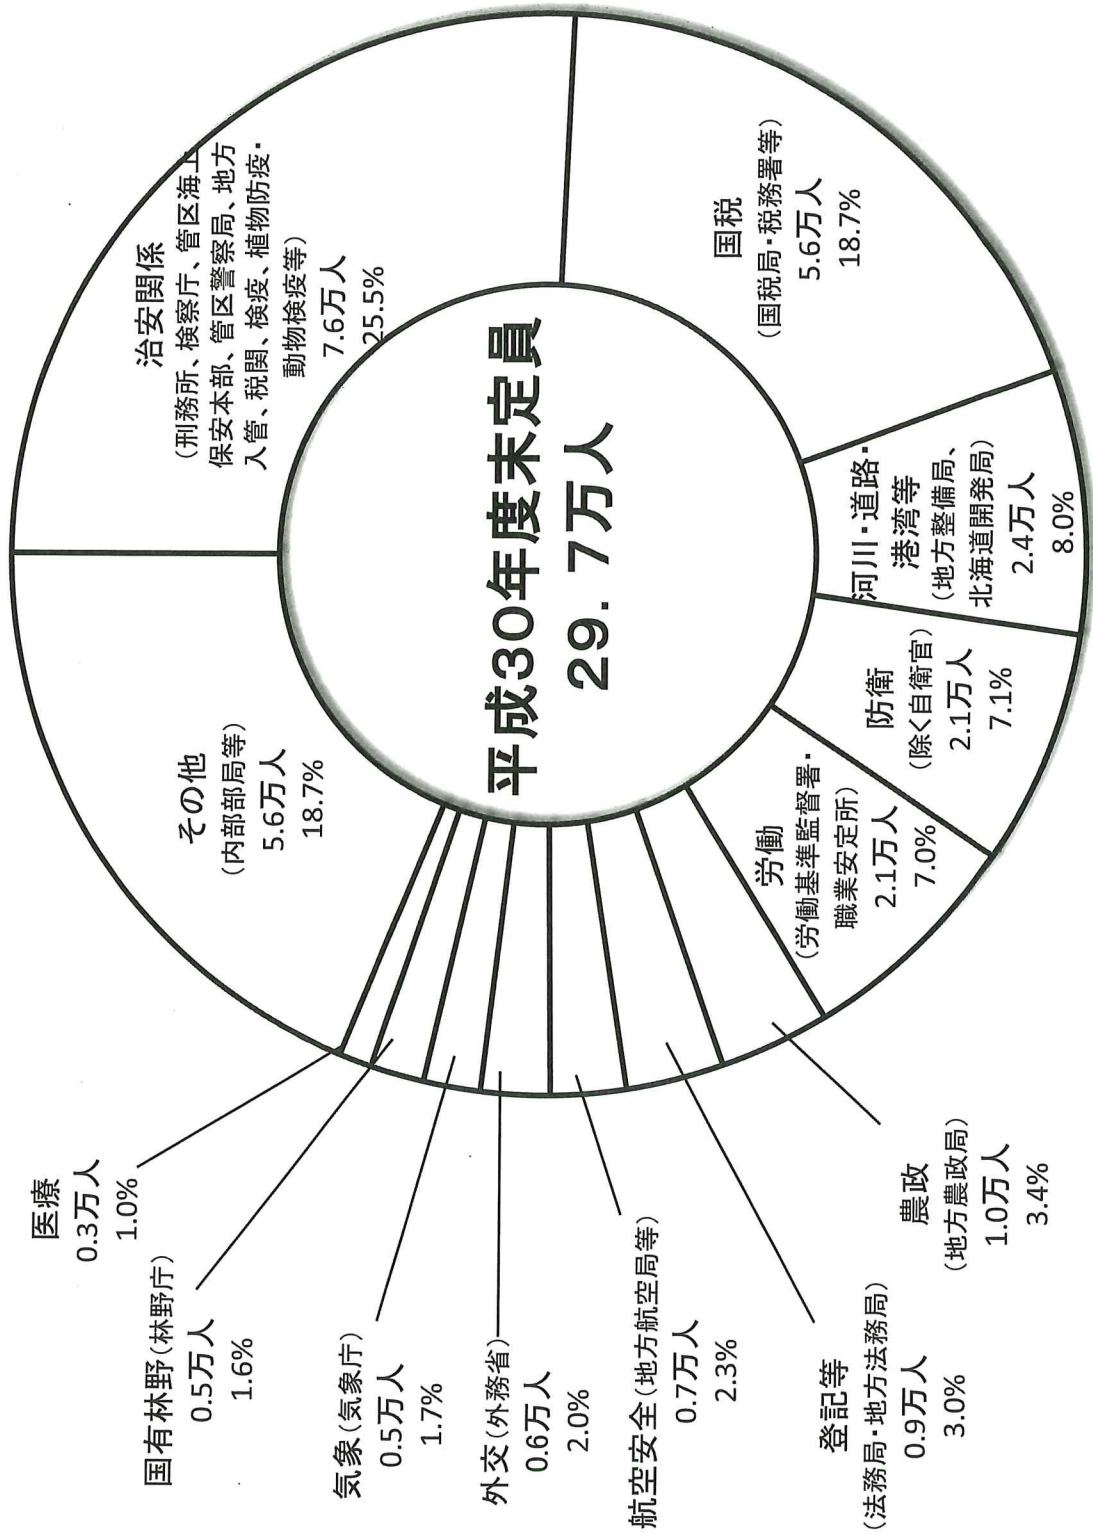 平成30年度末定員
29．7万人
治安関係
(刑務所、検察庁、管区海上
保安本部、管区警察局、地方
入管、税関、検疫、植物防疫・
動物検疫等)
7.6万人
25.5%
国税
(国税局・税務署等)
5.6万人
18.7%
河川・道路・
港湾等
(地方整備局、
北海道開発局)
2.4万人
8.0%
防衛
(除く自衛官)
2.1万人
7.1%
労働
(労働基準監督署・
職業安定所)
2.1万人
7.0%
農政
(地方農政局)
1.0万人
3.4%
登記等
(法務局・地方法務局)
0.9万人
3.0%
航空安全(地方航空局等)
0.7万人
2.3%
外交(外務省)
0.6万人
2.0%
気象(気象庁)
0.5万人
1.7%
国有林野(林野庁)
0.5万人
1.6%
医療
0.3万人
1.0%
その他
(内部部局等)
5.6万人
18.7%